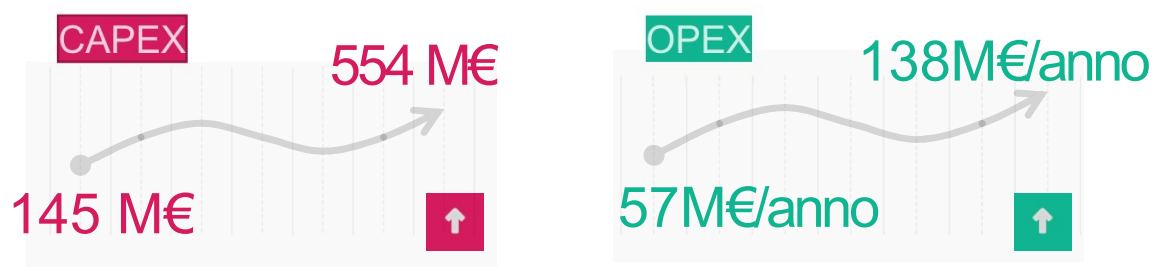 CAPEX
554 M€
145 M€
OPEX
138M€/anno
57M€/anno